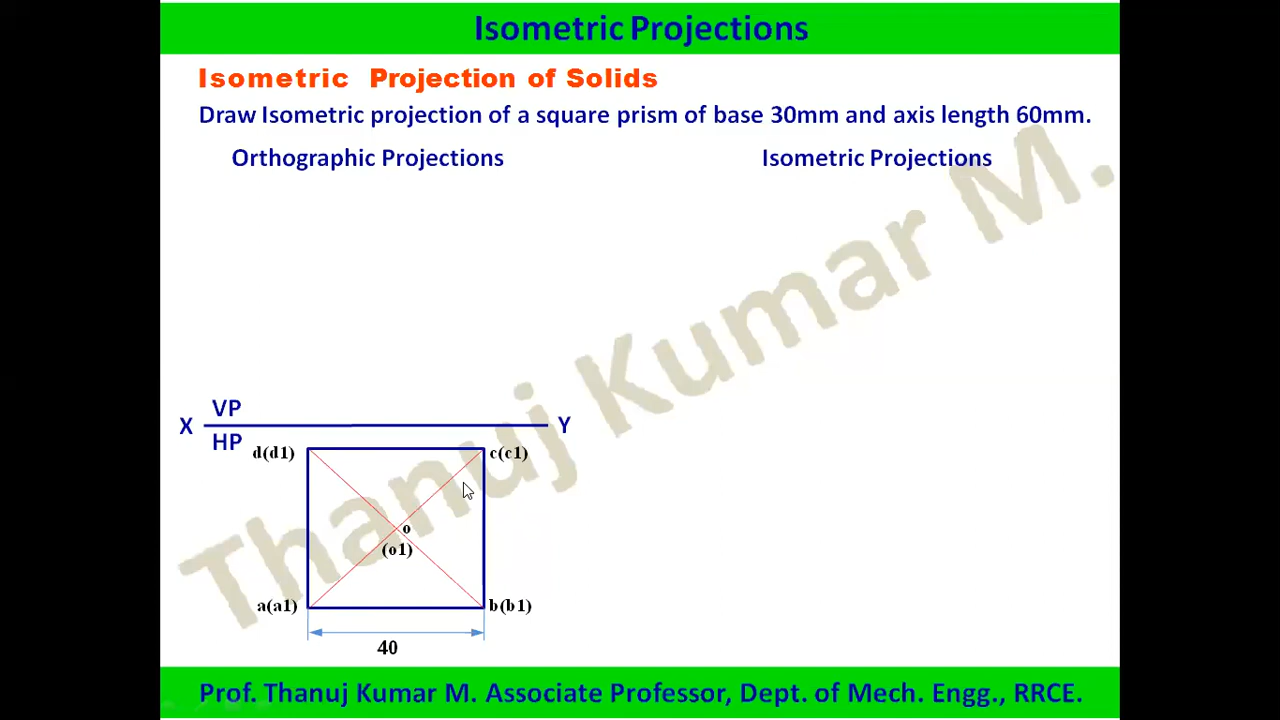 Isometric Projections
Isometric Projection of Solids
Draw Isometric projection of a square prism of base 30mm and axis length 60mm.
Orthographic Projections
Isometric Projections
Thanuj Kumar M.
VP
X
Y
HP
d(d1)
c(c1)
o
(o1)
a(a1)
b(b1)
40
Prof. Thanuj Kumar M. Associate Professor, Dept. of Mech. Engg., RRCE.